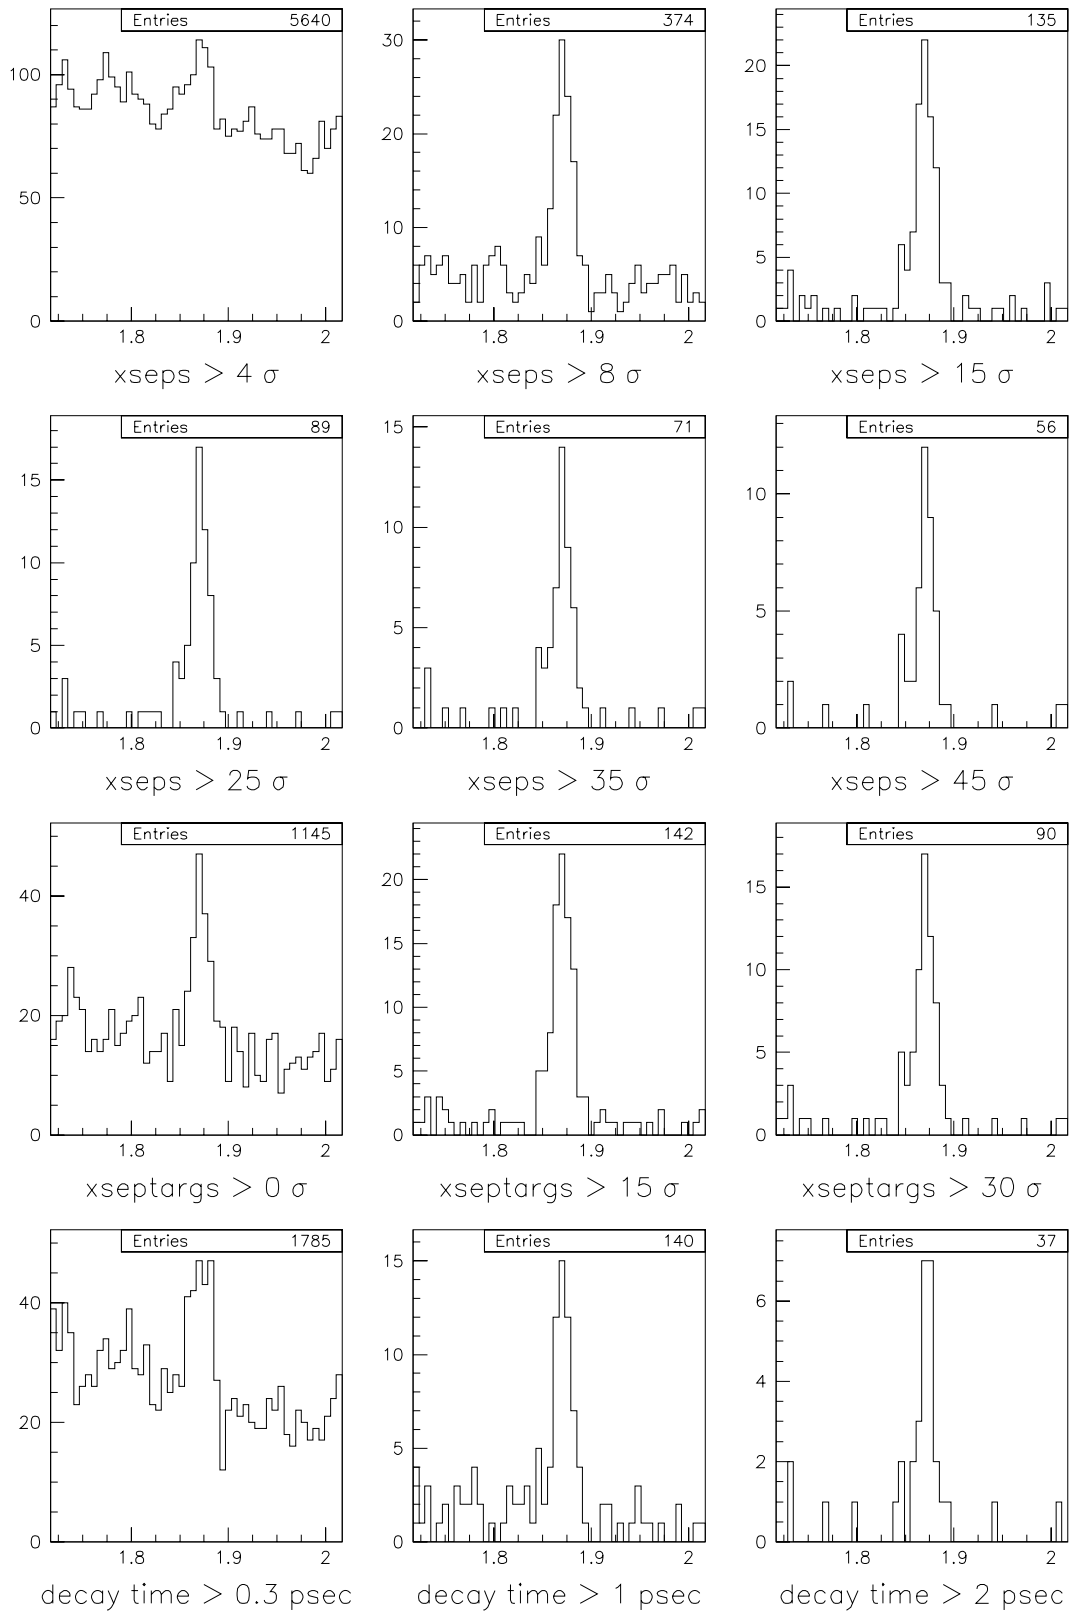 Entries 5640
100
50
0
1.8 1.9 2
xseps > 4 σ
Entries 374
30
20
10
0
1.8 1.9 2
xseps > 8 σ
Entries 135
20
15
10
5
0
1.8 1.9 2
xseps > 15 σ
Entries 89
15
10
5
0
1.8 1.9 2
xseps > 25 σ
Entries 71
15
10
5
0
1.8 1.9 2
xseps > 35 σ
Entries 56
10
5
0
1.8 1.9 2
xseps > 45 σ
Entries 1145
40
20
0
1.8 1.9 2
xseptargs > 0 σ
Entries 142
20
15
10
5
0
1.8 1.9 2
xseptargs > 15 σ
Entries 90
15
10
5
0
1.8 1.9 2
xseptargs > 30 σ
Entries 1785
40
20
0
1.8 1.9 2
decay time > 0.3 psec
Entries 140
15
10
5
0
1.8 1.9 2
decay time > 1 psec
Entries 37
6
4
2
0
1.8 1.9 2
decay time > 2 psec